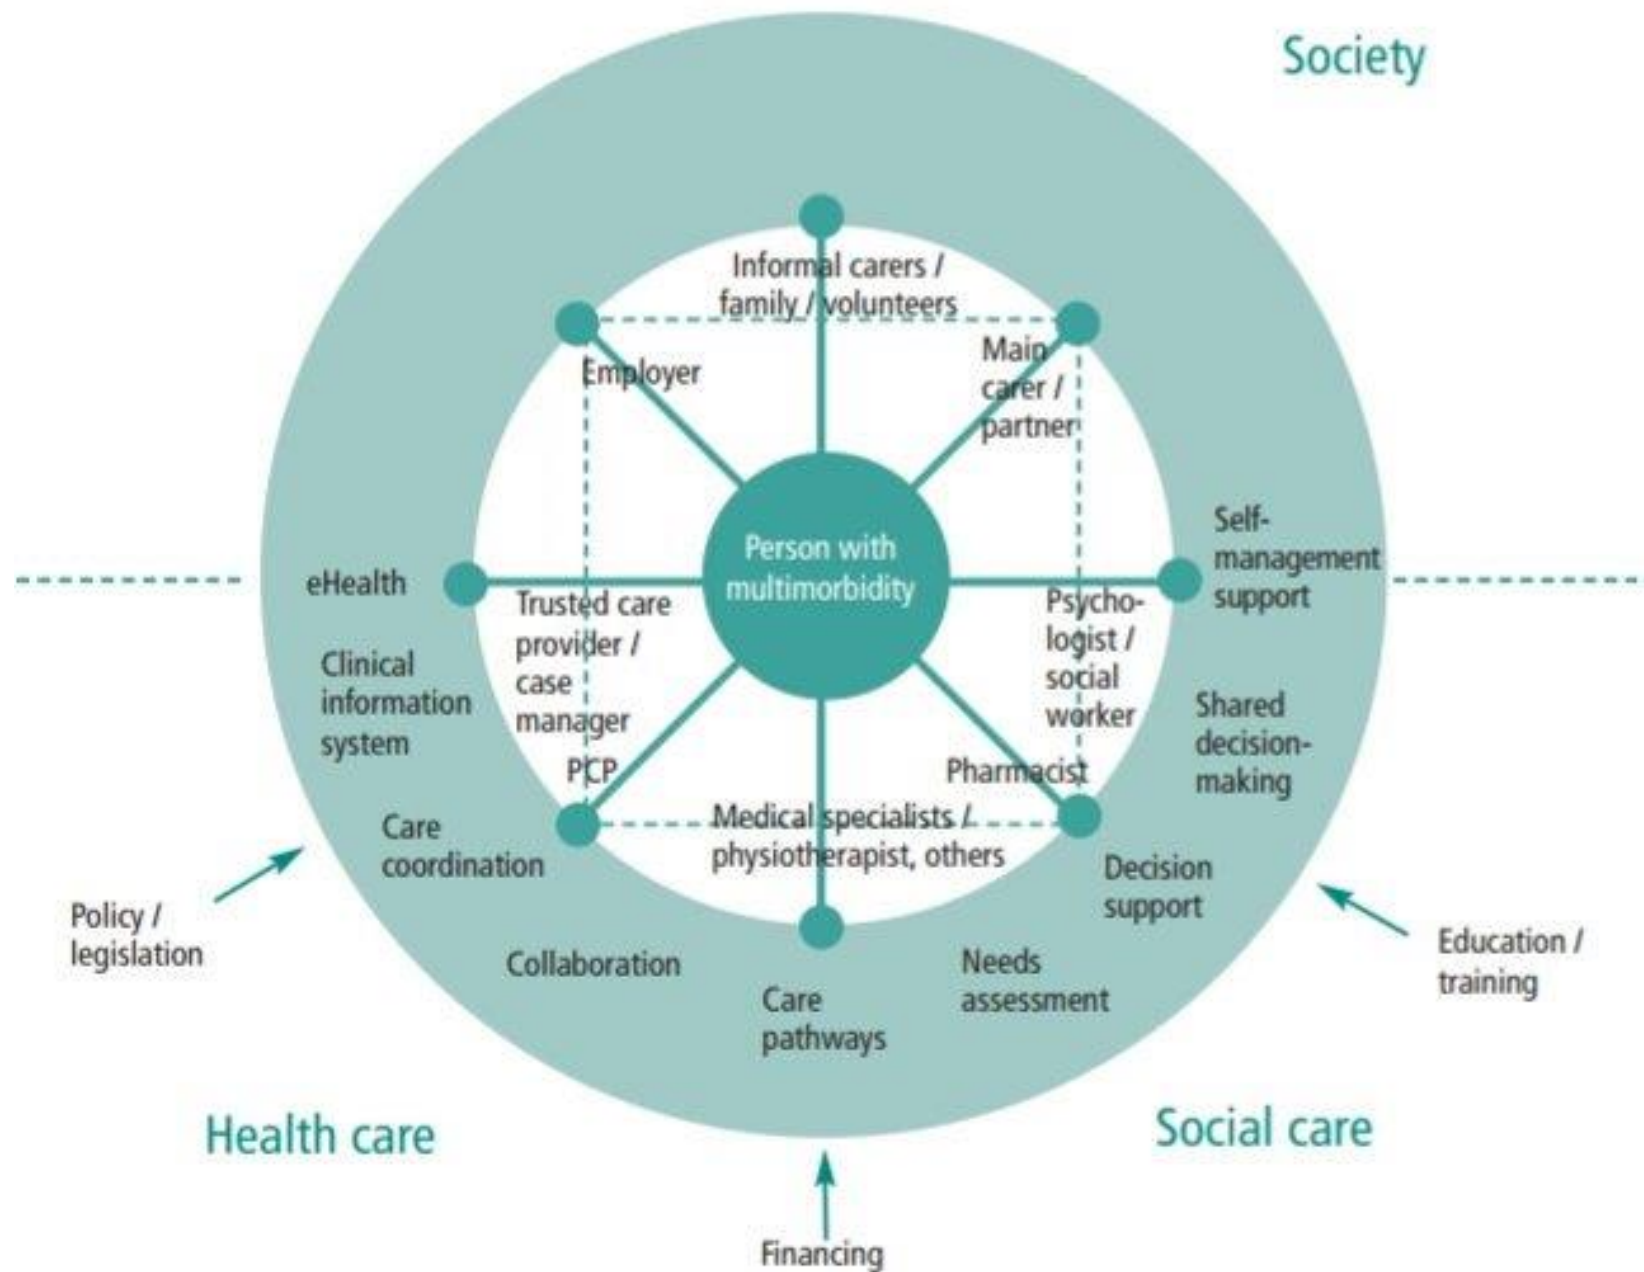 Society
Informal carers /
family / volunteers
Employer
Main
carer /
partner
Person with
multimorbidity
eHealth
Self-
management
support
Trusted care
provider /
case
manager
Psycho-
logist /
social
worker
Clinical
information
system
Shared
decision-
making
PCP
Pharmacist
Medical specialists /
physiotherapist, others
Care
coordination
Decision
support
Policy /
legislation
Collaboration
Needs
assessment
Care
pathways
Education /
training
Health care
Social care
Financing